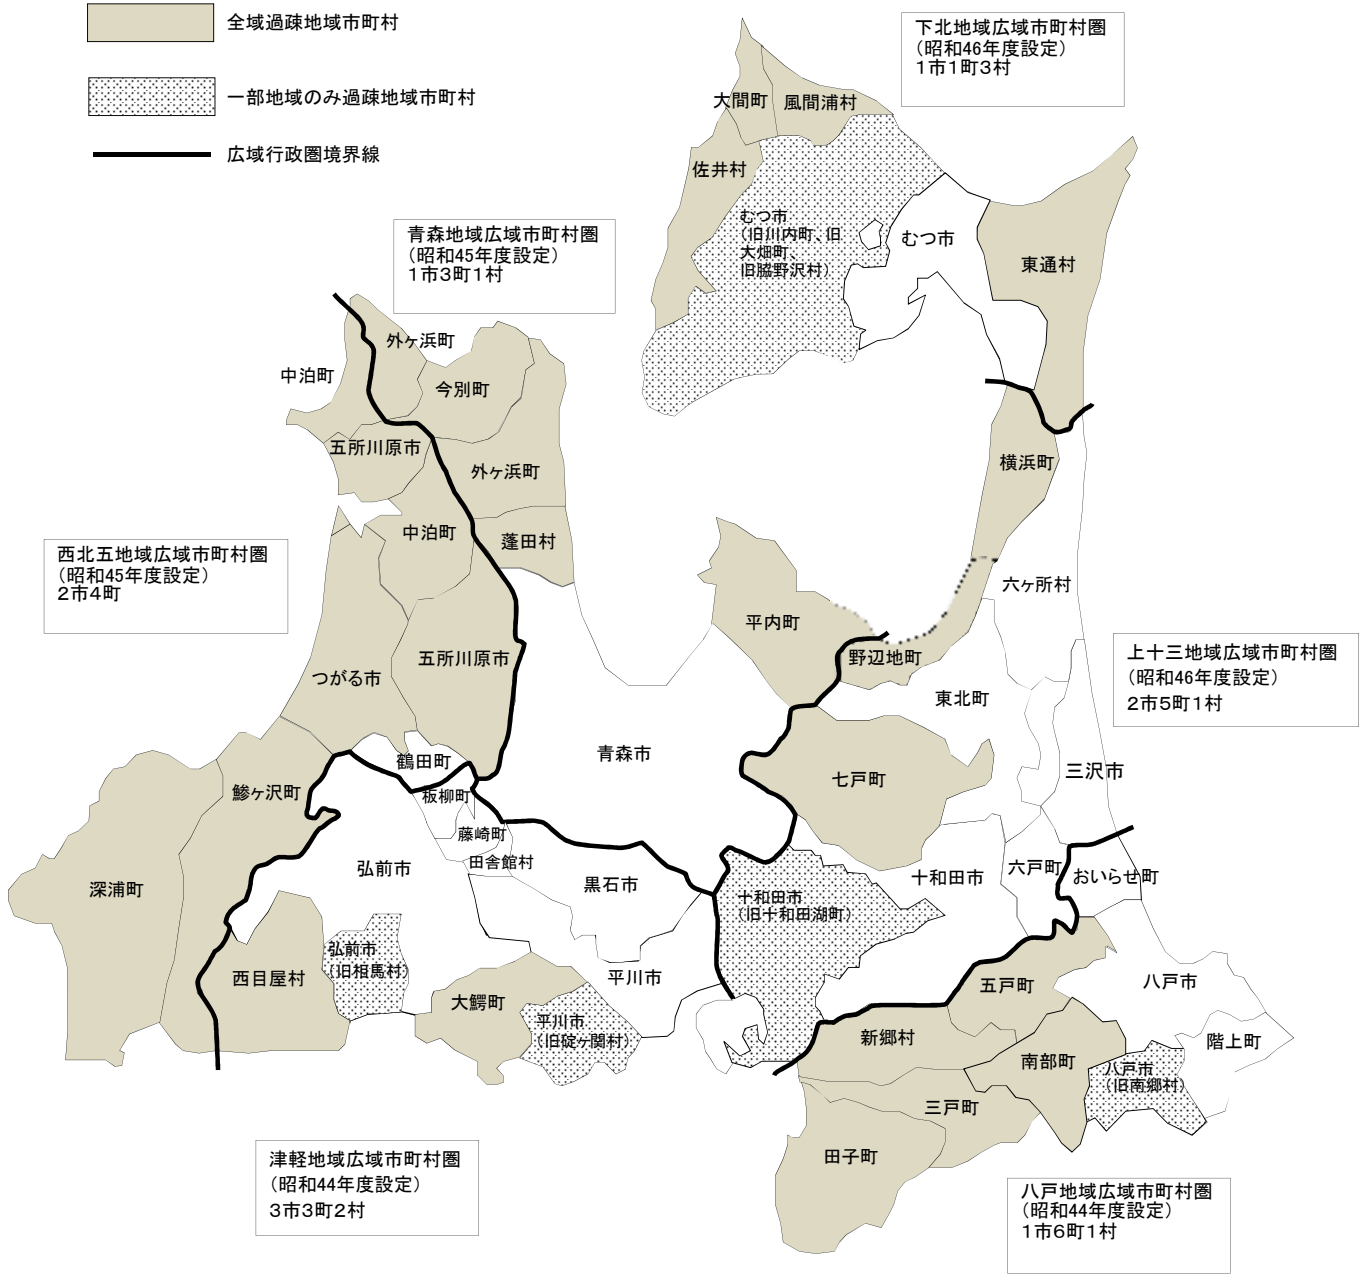 全域過疎地域市町村
一部地域のみ過疎地域市町村
広域行政圏境界線
下北地域広域市町村圏
（昭和46年度設定）
1市1町3村
大間町
風間浦村
佐井村
むつ市
（旧川内町、旧
大畑町、
旧脇野沢村）
むつ市
東通村
青森地域広域市町村圏
（昭和45年度設定）
1市3町1村
外ヶ浜町
中泊町
今別町
五所川原市
外ヶ浜町
横浜町
中泊町
蓬田村
西北五地域広域市町村圏
（昭和45年度設定）
2市4町
六ヶ所村
平内町
つがる市
五所川原市
野辺地町
上十三地域広域市町村圏
（昭和46年度設定）
2市5町1村
東北町
青森市
鶴田町
七戸町
三沢市
鰺ヶ沢町
板柳町
藤崎町
田舎館村
弘前市
黒石市
深浦町
十和田市
（旧十和田湖町）
十和田市
六戸町
おいらせ町
弘前市
（旧相馬村）
西目屋村
平川市
大鰐町
平川市
（旧碇ヶ関村）
五戸町
八戸市
新郷村
南部町
階上町
八戸市
（旧南郷村）
三戸町
田子町
津軽地域広域市町村圏
（昭和44年度設定）
3市3町2村
八戸地域広域市町村圏
（昭和44年度設定）
1市6町1村